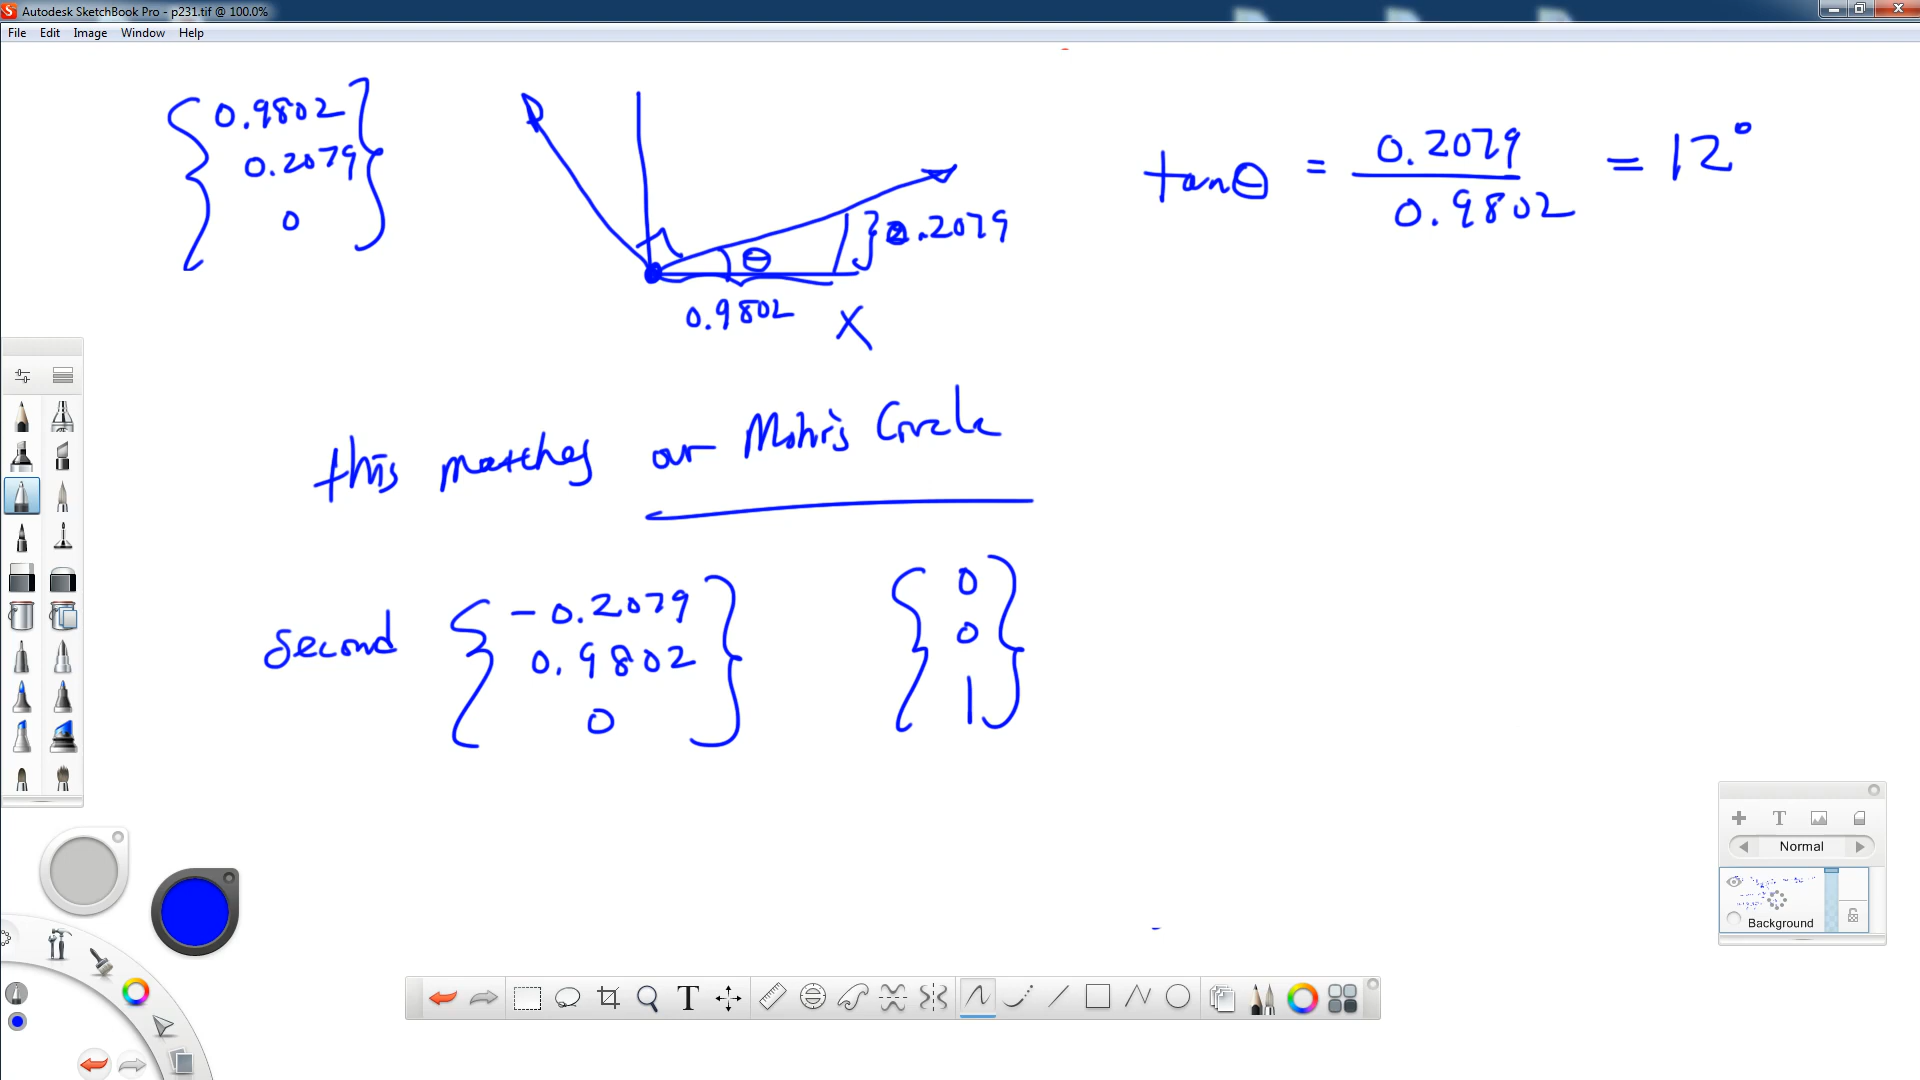 Autodesk SketchBook Pro - p231.tif @ 100.0%
File Edit Image Window Help
0.9802
0.2079
0
θ
0.2079
0.9802
X
tanθ = 0.2079 / 0.9802 = 12°
this matches our Mohr's Circle
second
-0.2079
0.9802
0
0
0
1
T
Normal
Background
T